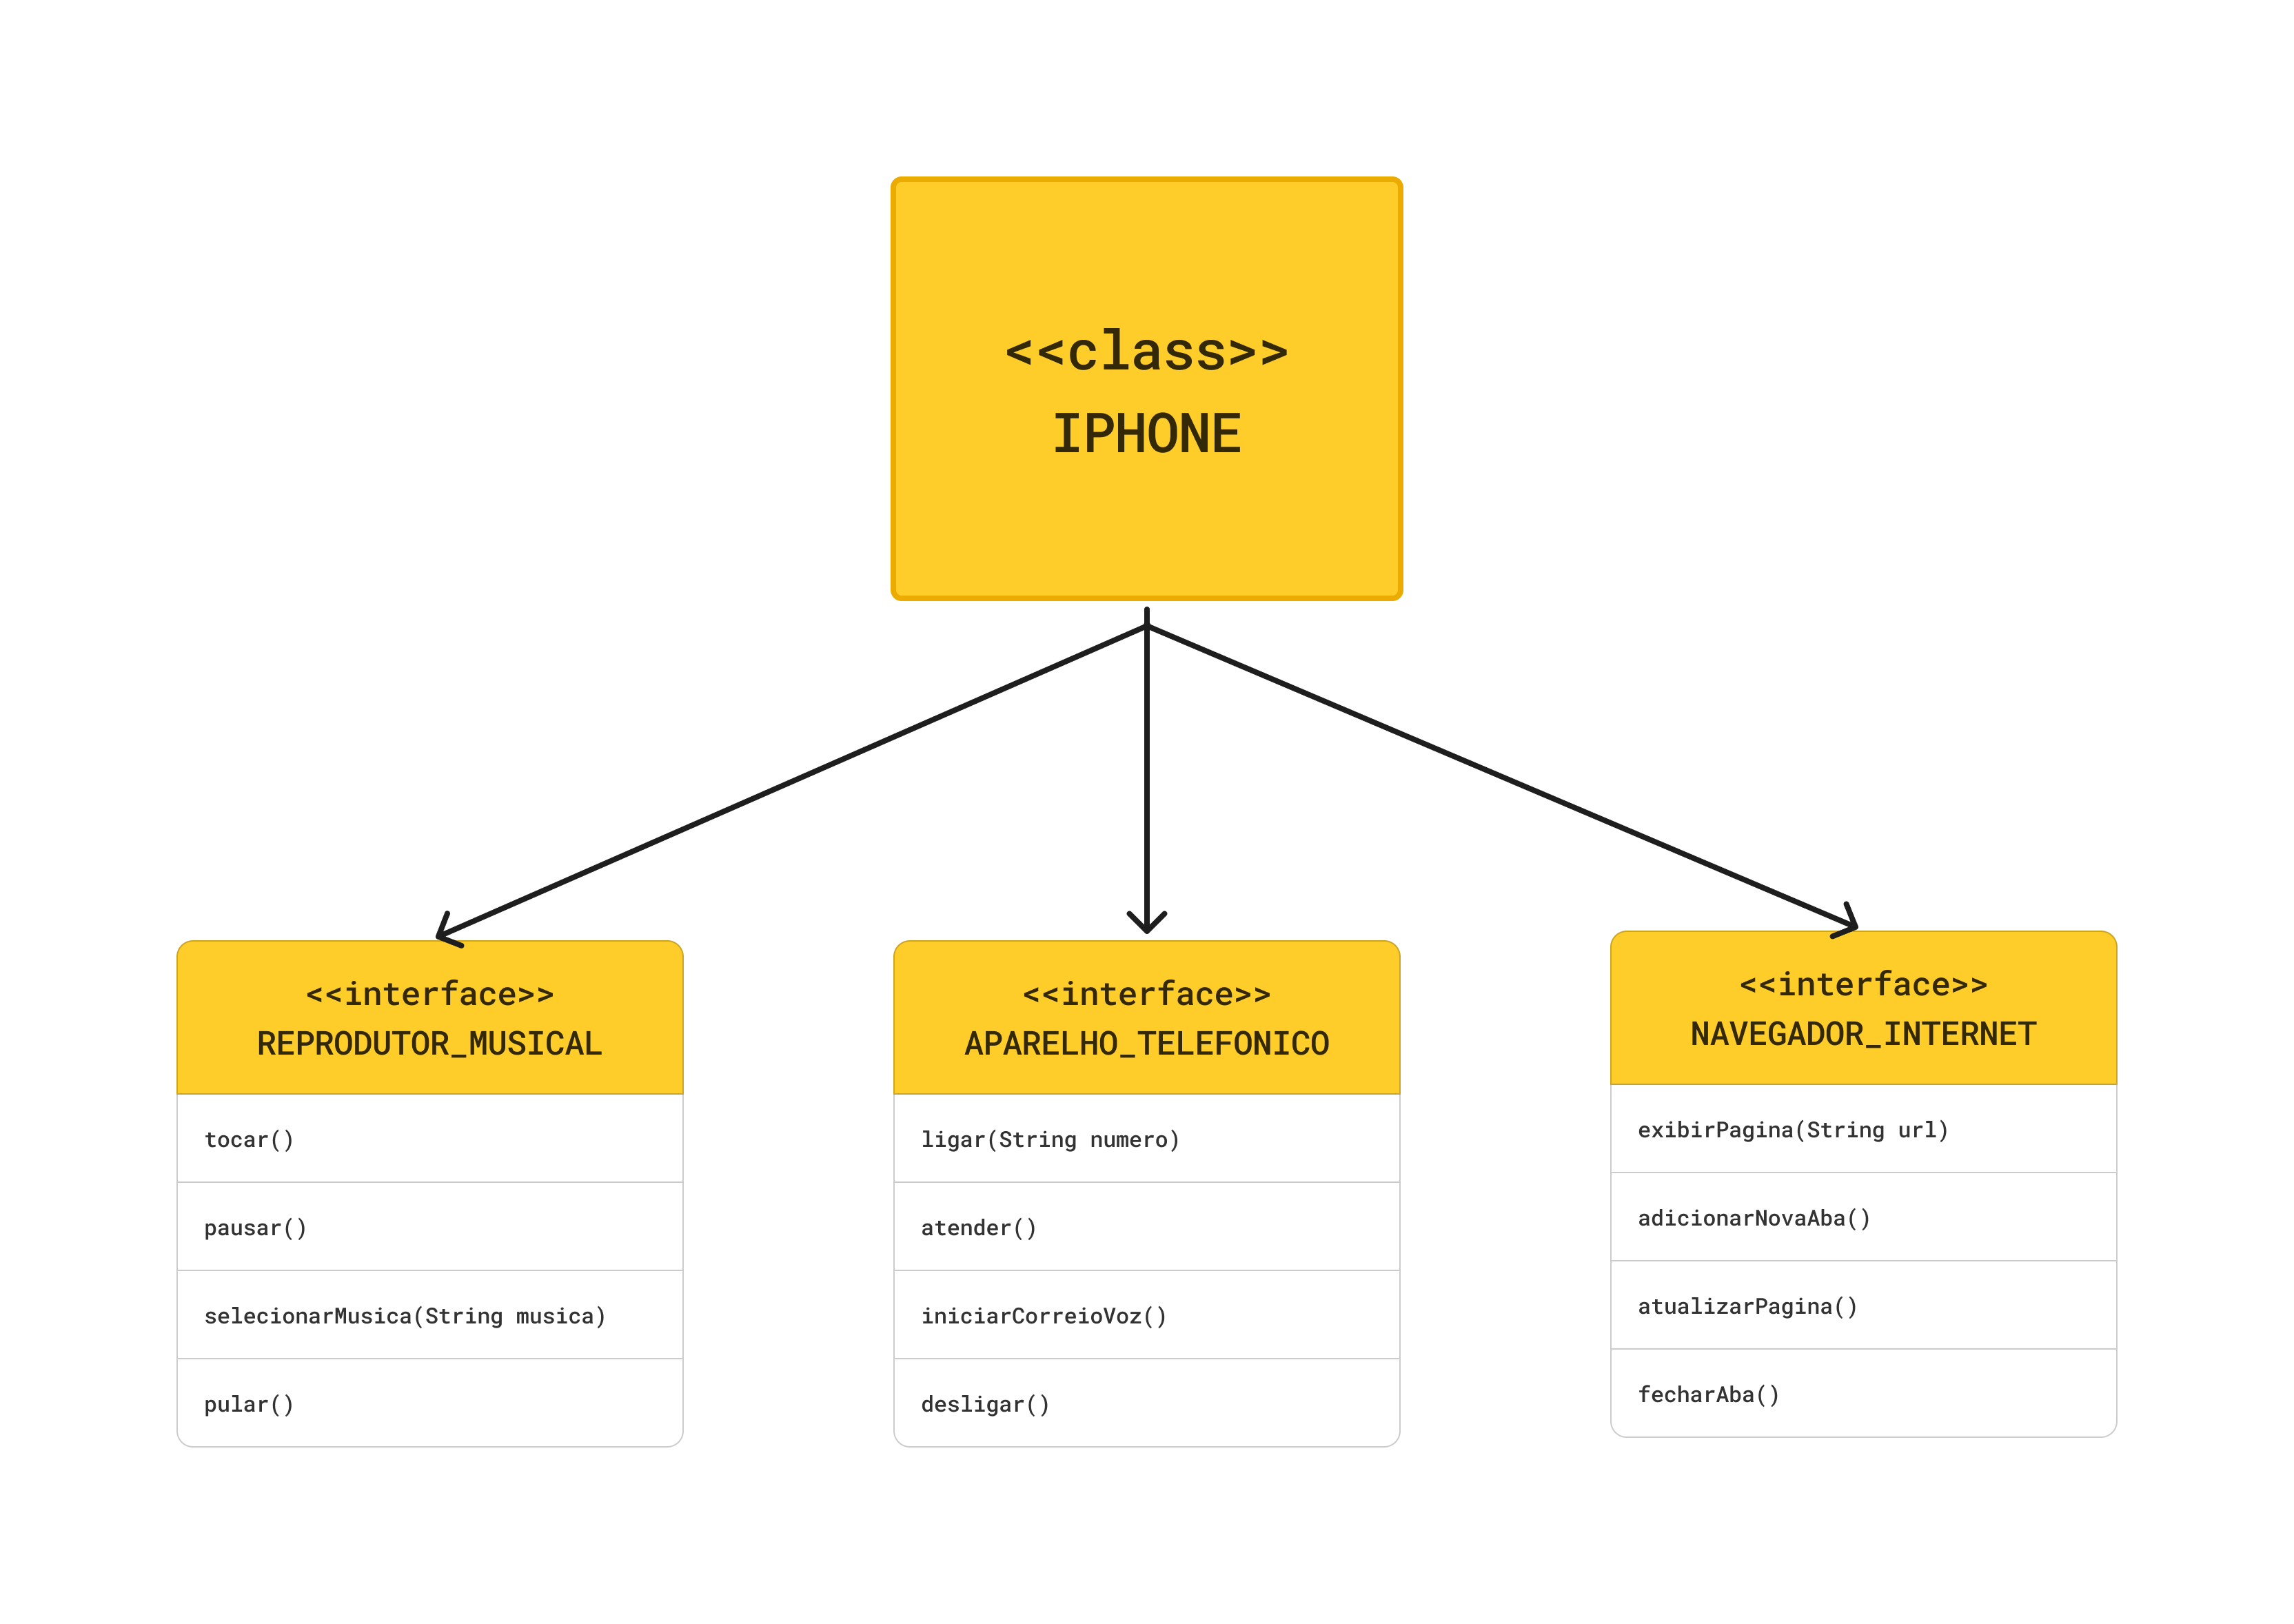 <<class>>
IPHONE
<<interface>>
REPRODUTOR_MUSICAL
tocar()
pausar()
selecionarMusica(String musica)
pular()
<<interface>>
APARELHO_TELEFONICO
ligar(String numero)
atender()
iniciarCorreioVoz()
desligar()
<<interface>>
NAVEGADOR_INTERNET
exibirPagina(String url)
adicionarNovaAba()
atualizarPagina()
fecharAba()